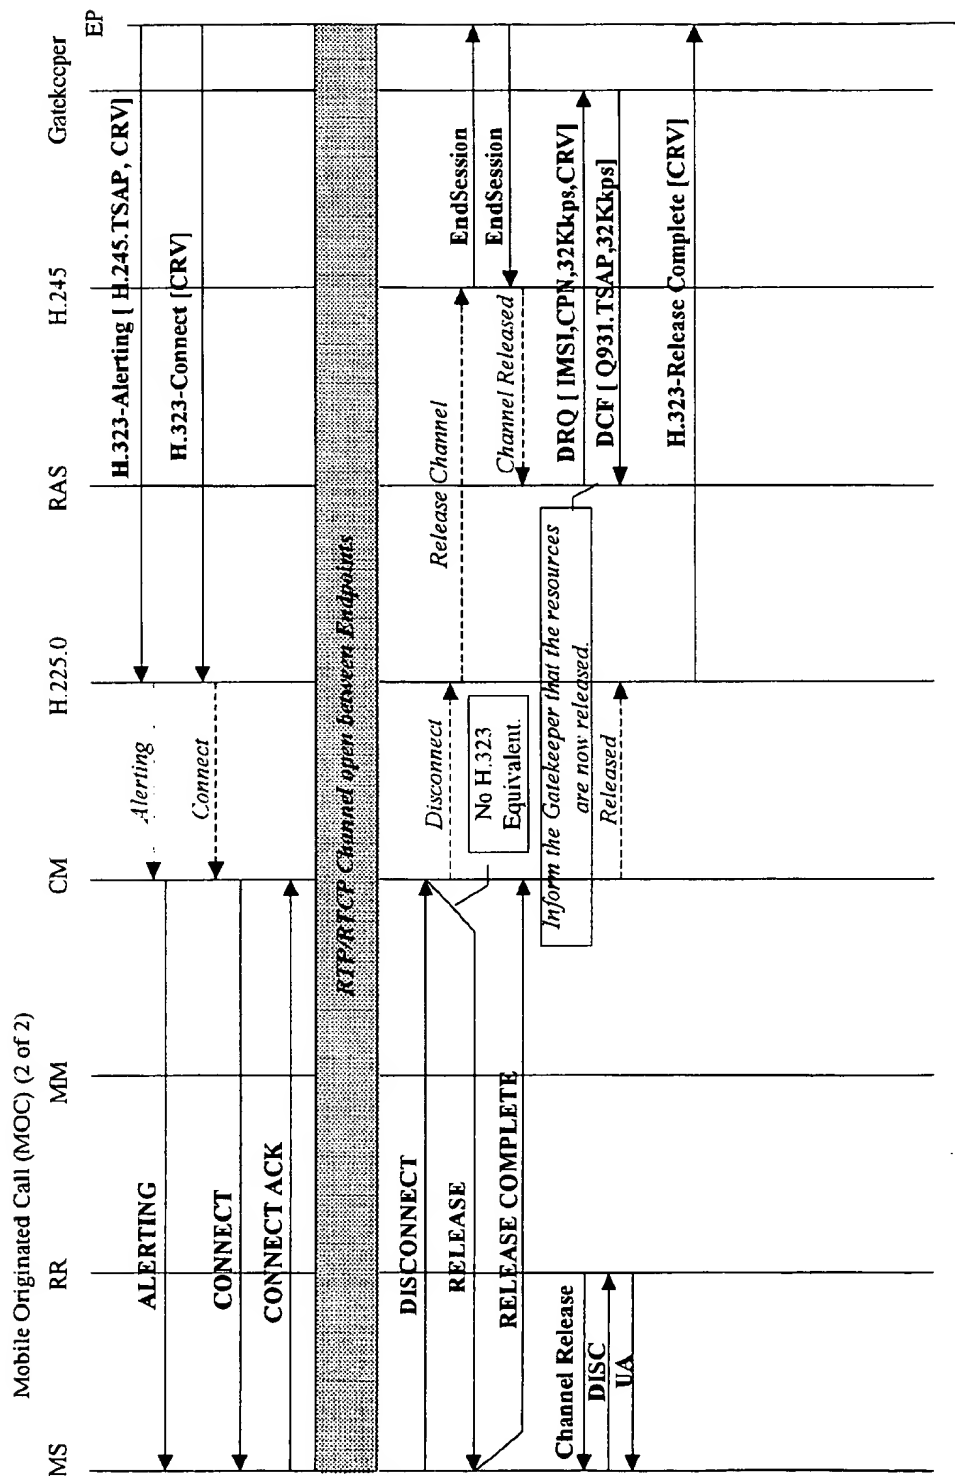 Mobile Originated Call (MOC) (2 of 2)
MS
RR
MM
CM
H.225.0
RAS
H.245
Gatekeeper
EP
H.323-Alerting [ H.245.TSAP, CRV]
Alerting
ALERTING
H.323-Connect [CRV]
Connect
CONNECT
CONNECT ACK
RTP/RTCP Channel open between Endpoints
DISCONNECT
Disconnect
Release Channel
EndSession
EndSession
RELEASE
No H.323
Equivalent.
Channel Released
RELEASE COMPLETE
Inform the Gatekeeper that the resources
are now released.
DRQ [ IMSI,CPN,32Kkps,CRV]
DCF [ Q931.TSAP,32Kkps]
Channel Release
DISC
UA
Released
H.323-Release Complete [CRV]